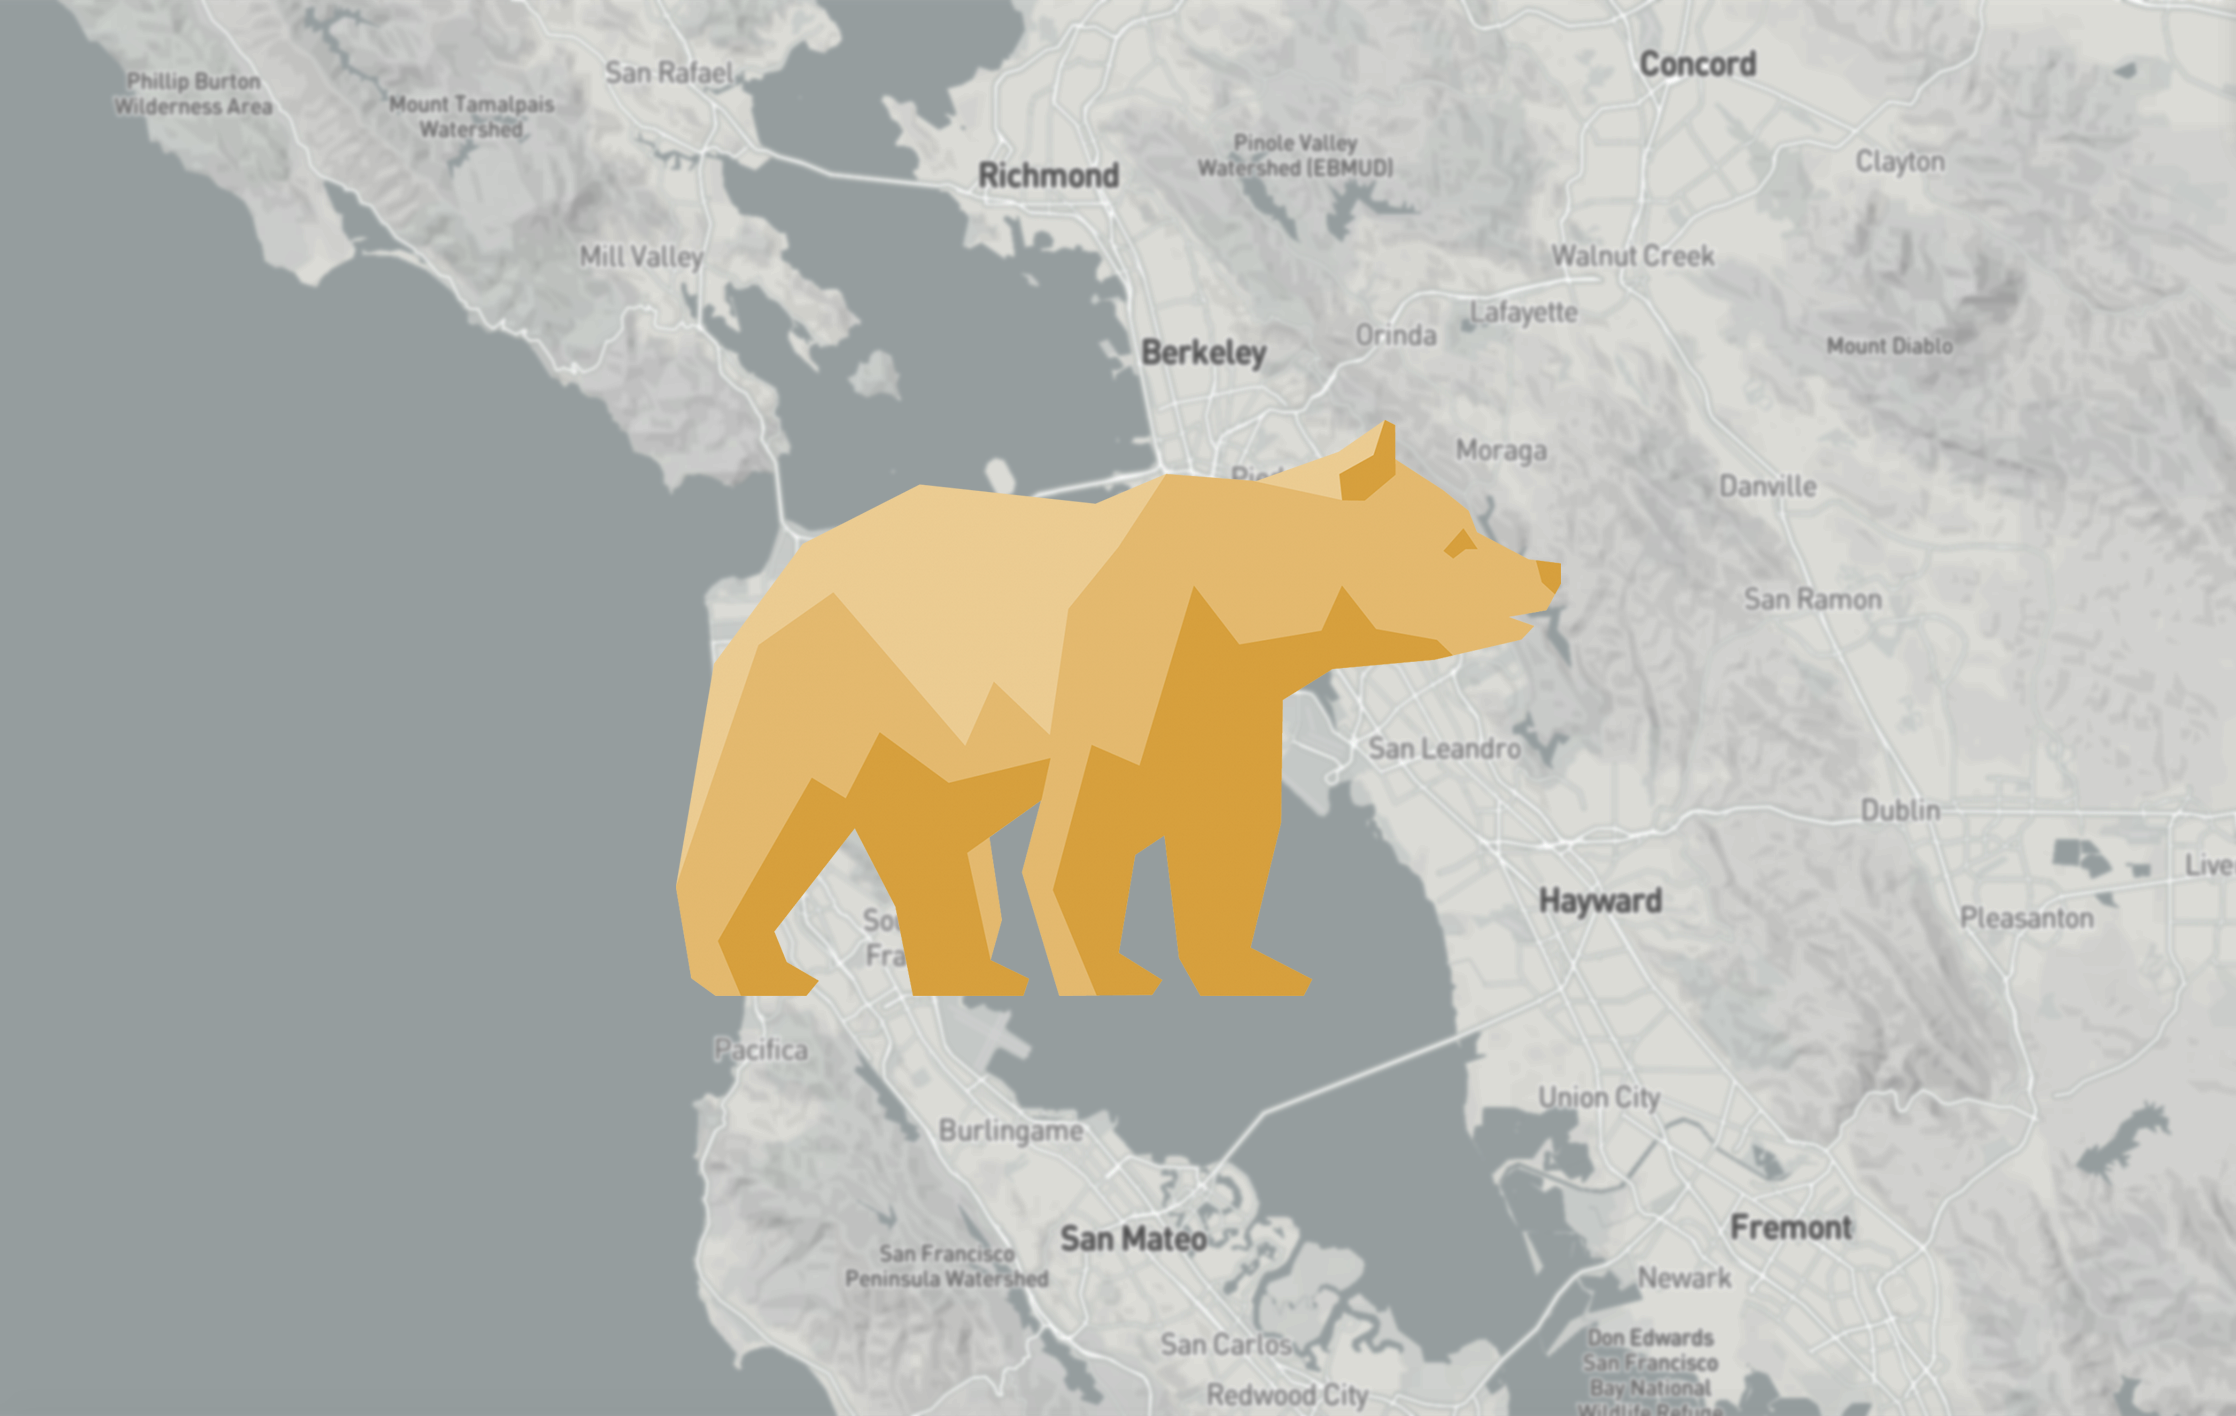 Concord
San Rafael
Phillip Burton
Wilderness Area
Mount Tamalpais
Watershed
Pinole Valley
Watershed (EBMUD)
Clayton
Richmond
Mill Valley
Walnut Creek
Lafayette
Orinda
Mount Diablo
Berkeley
Moraga
Danville
San Ramon
San Leandro
Dublin
Live
Hayward
Pleasanton
Fra
Pacifica
Union City
Burlingame
Fremont
San Mateo
San Francisco
Peninsula Watershed
Newark
Don Edwards
San Francisco
Bay National
Wildlife Refuge
San Carlos
Redwood City